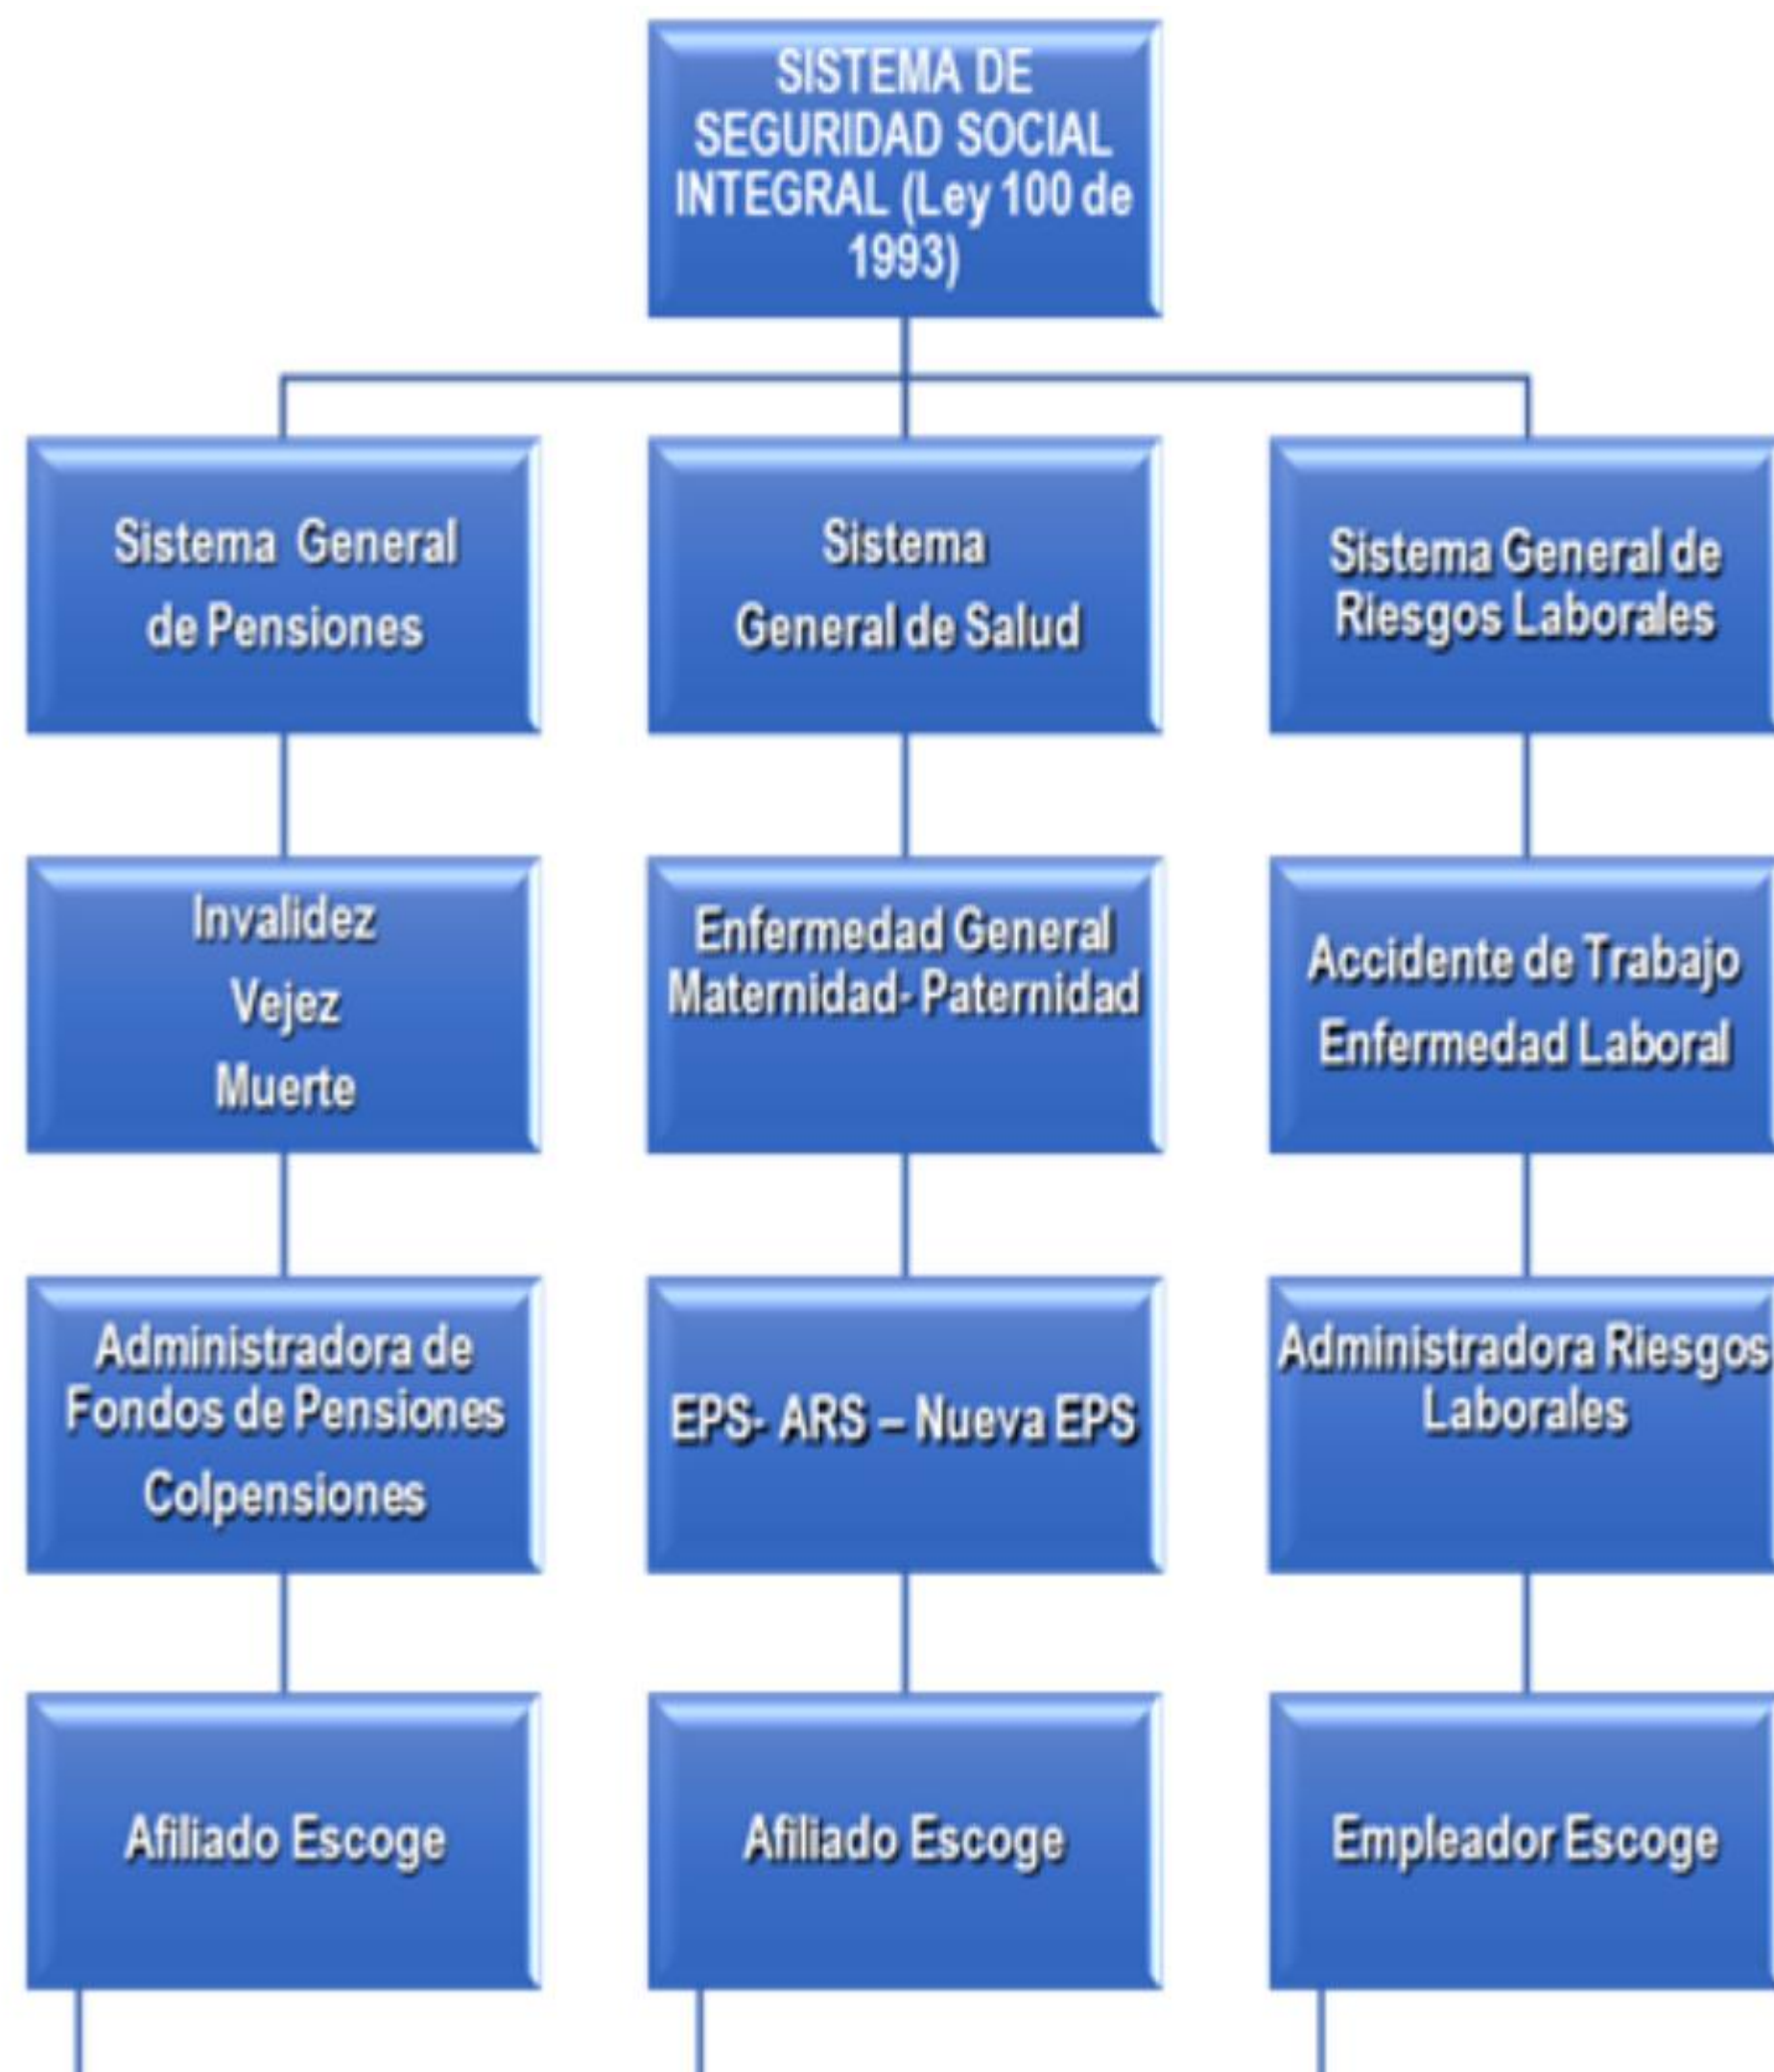 SISTEMA DE
SEGURIDAD SOCIAL
INTEGRAL (Ley 100 de
1993)
Sistema General
de Pensiones
Sistema
General de Salud
Sistema General de
Riesgos Laborales
Invalidez
Vejez
Muerte
Enfermedad General
Maternidad- Paternidad
Accidente de Trabajo
Enfermedad Laboral
Administradora de
Fondos de Pensiones
Colpensiones
EPS- ARS – Nueva EPS
Administradora Riesgos
Laborales
Afiliado Escoge
Afiliado Escoge
Empleador Escoge